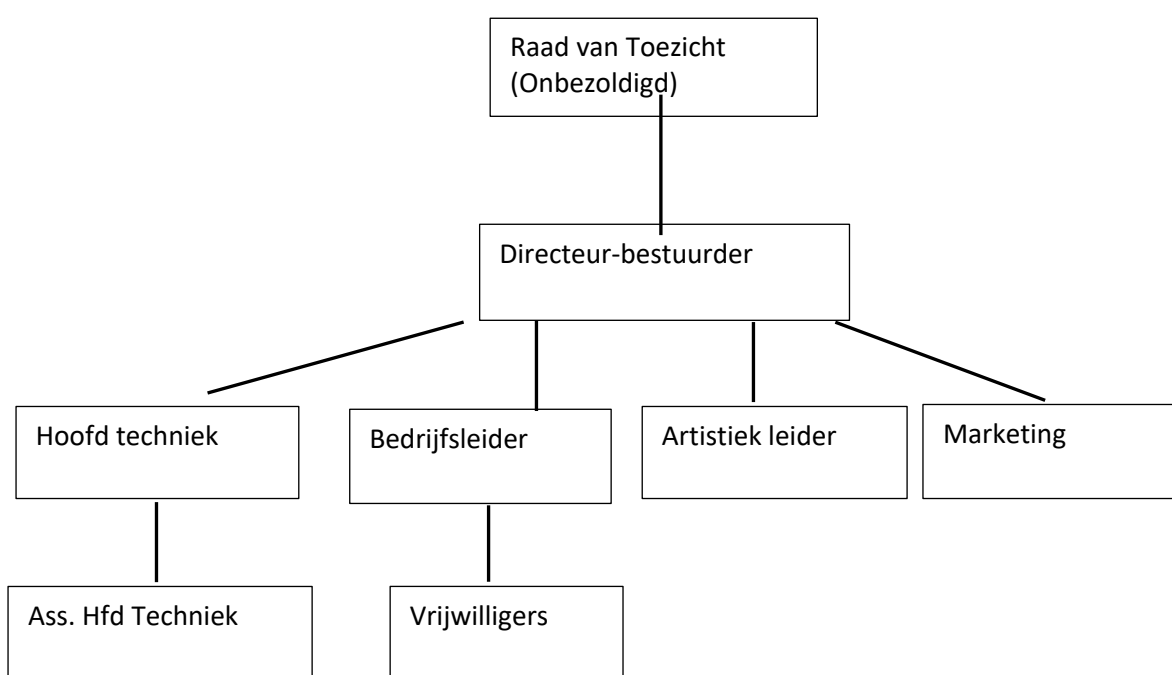 Raad van Toezicht
(Onbezoldigd)
Directeur-bestuurder
Hoofd techniek
Bedrijfsleider
Artistiek leider
Marketing
Ass. Hfd Techniek
Vrijwilligers